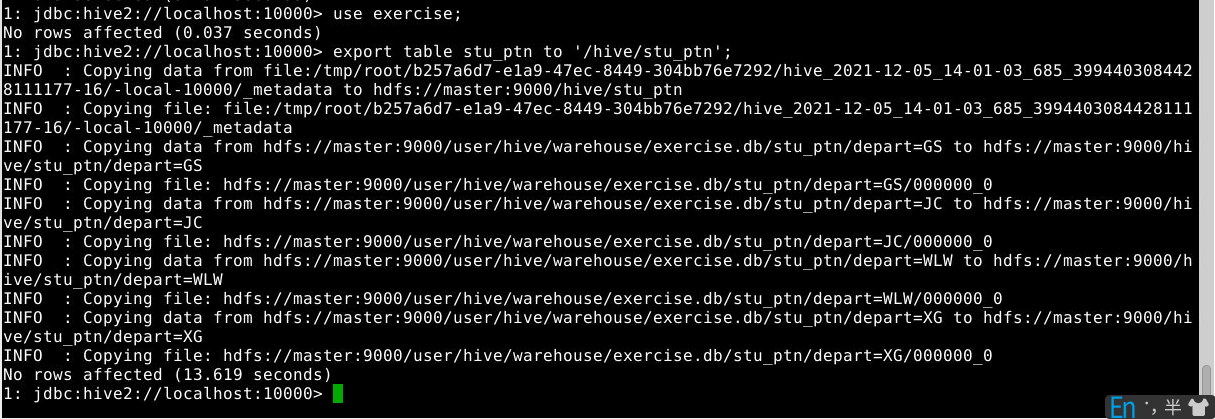 1: jdbc:hive2://localhost:10000> use exercise;
No rows affected (0.037 seconds)
1: jdbc:hive2://localhost:10000> export table stu_ptn to '/hive/stu_ptn';
INFO  : Copying data from file:/tmp/root/b257a6d7-e1a9-47ec-8449-304bb76e7292/hive_2021-12-05_14-01-03_685_399440308442
8111177-16/-local-10000/_metadata to hdfs://master:9000/hive/stu_ptn
INFO  : Copying file: file:/tmp/root/b257a6d7-e1a9-47ec-8449-304bb76e7292/hive_2021-12-05_14-01-03_685_3994403084428111
177-16/-local-10000/_metadata
INFO  : Copying data from hdfs://master:9000/user/hive/warehouse/exercise.db/stu_ptn/depart=GS to hdfs://master:9000/hi
ve/stu_ptn/depart=GS
INFO  : Copying file: hdfs://master:9000/user/hive/warehouse/exercise.db/stu_ptn/depart=GS/000000_0
INFO  : Copying data from hdfs://master:9000/user/hive/warehouse/exercise.db/stu_ptn/depart=JC to hdfs://master:9000/hi
ve/stu_ptn/depart=JC
INFO  : Copying file: hdfs://master:9000/user/hive/warehouse/exercise.db/stu_ptn/depart=JC/000000_0
INFO  : Copying data from hdfs://master:9000/user/hive/warehouse/exercise.db/stu_ptn/depart=WLW to hdfs://master:9000/h
ive/stu_ptn/depart=WLW
INFO  : Copying file: hdfs://master:9000/user/hive/warehouse/exercise.db/stu_ptn/depart=WLW/000000_0
INFO  : Copying data from hdfs://master:9000/user/hive/warehouse/exercise.db/stu_ptn/depart=XG to hdfs://master:9000/hi
ve/stu_ptn/depart=XG
INFO  : Copying file: hdfs://master:9000/user/hive/warehouse/exercise.db/stu_ptn/depart=XG/000000_0
No rows affected (13.619 seconds)
1: jdbc:hive2://localhost:10000>
En ·, 半